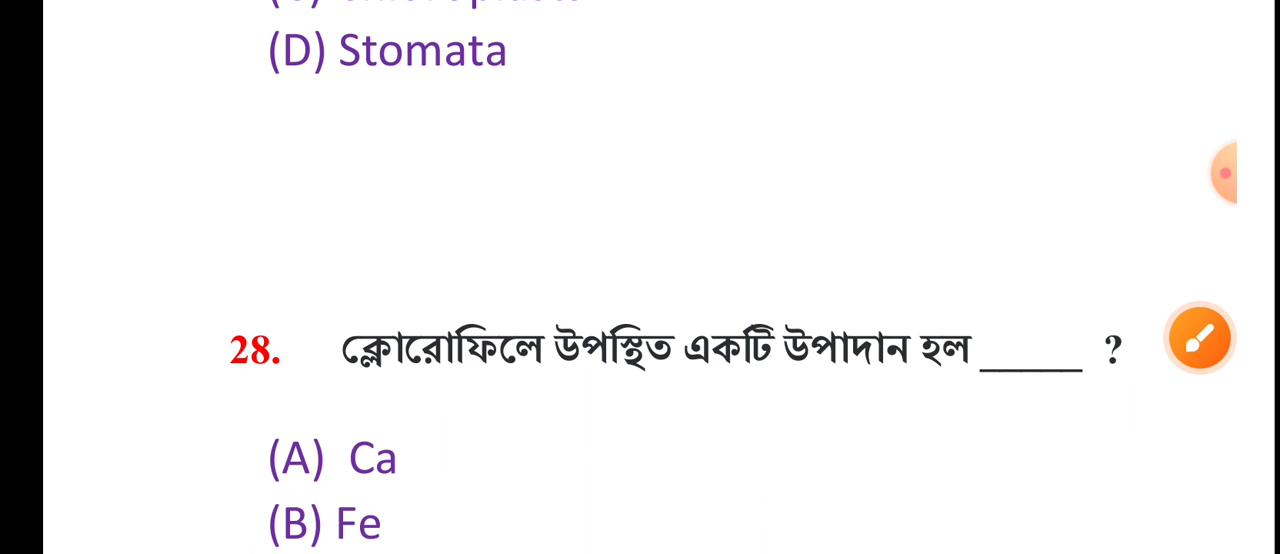 (D) Stomata
28. ক্লোরোফিলে উপস্থিত একটি উপাদান হল _____ ?
(A) Ca
(B) Fe